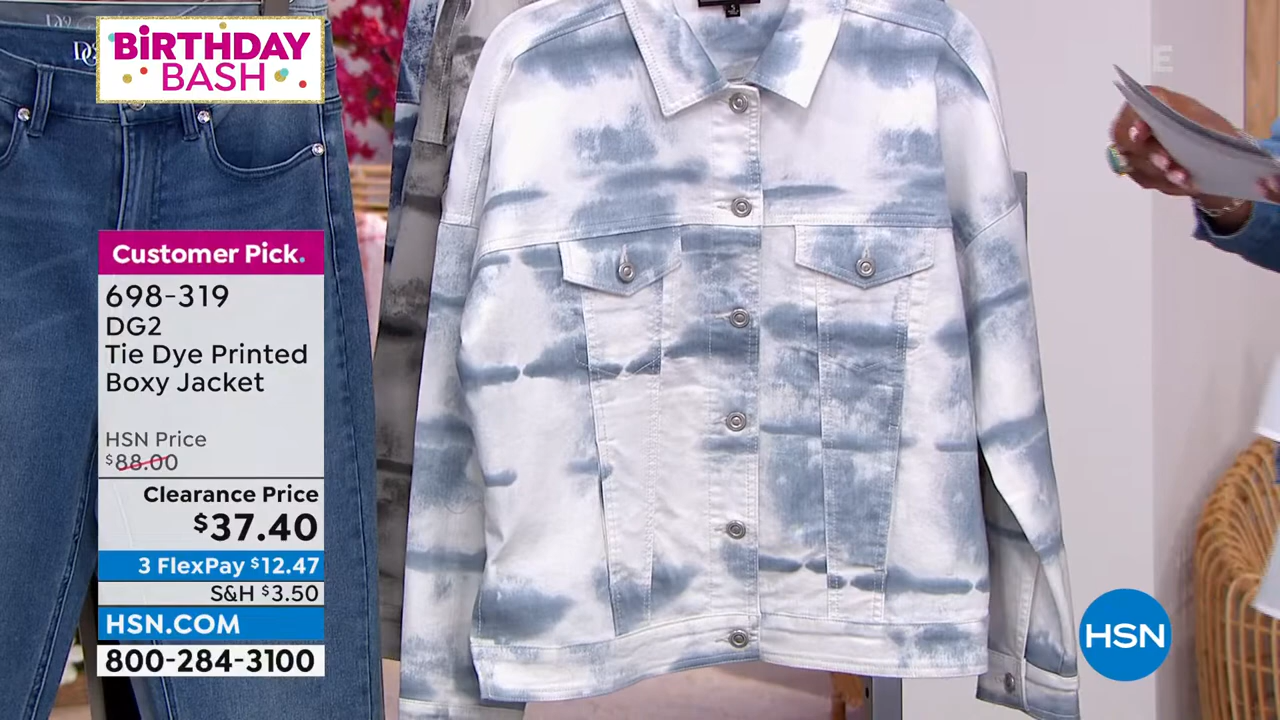 BiRTHDAY
BASH
Customer Pick.
698-319
DG2
Tie Dye Printed
Boxy Jacket
HSN Price
$88.00
Clearance Price
$37.40
3 FlexPay $12.47
S&H $3.50
HSN.COM
800-284-3100
HSN
S